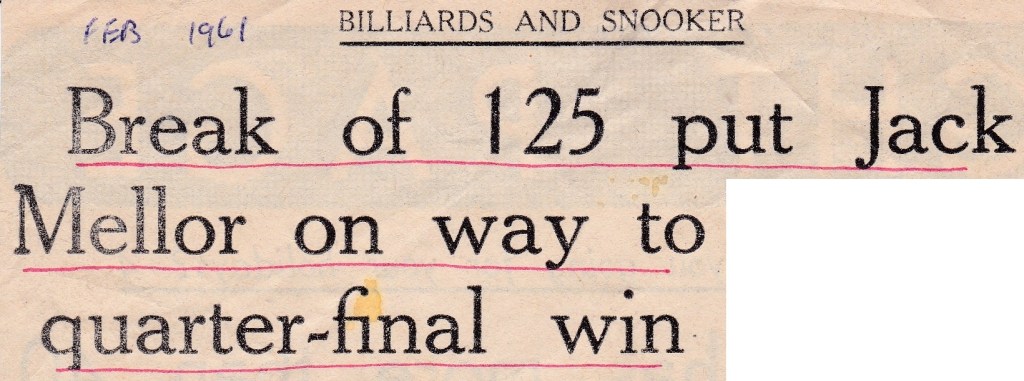 FEB 1961
BILLIARDS AND SNOOKER
Break of 125 put Jack
Mellor on way to
quarter-final win